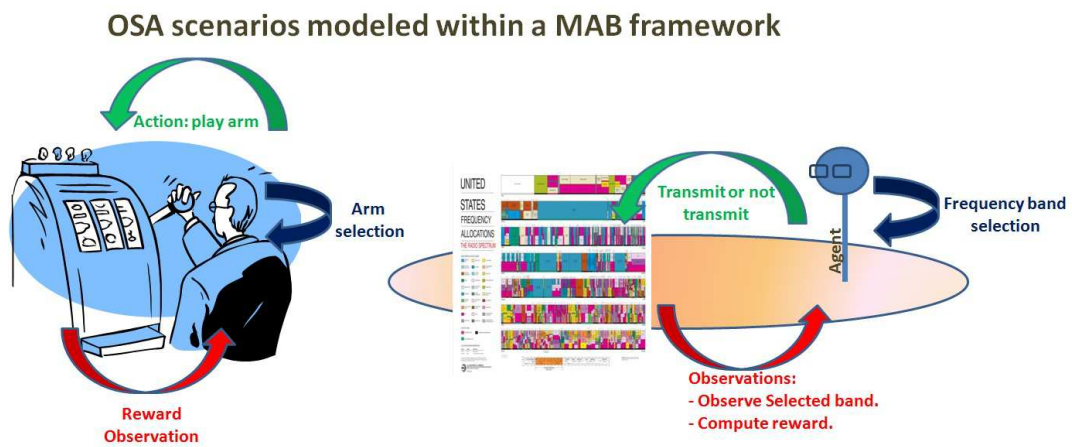 OSA scenarios modeled within a MAB framework
Action: play arm
Arm
selection
Reward
Observation
UNITED
STATES
FREQUENCY
ALLOCATIONS
THE RADIO SPECTRUM
Transmit or not
transmit
Agent
Frequency band
selection
Observations:
- Observe Selected band.
- Compute reward.